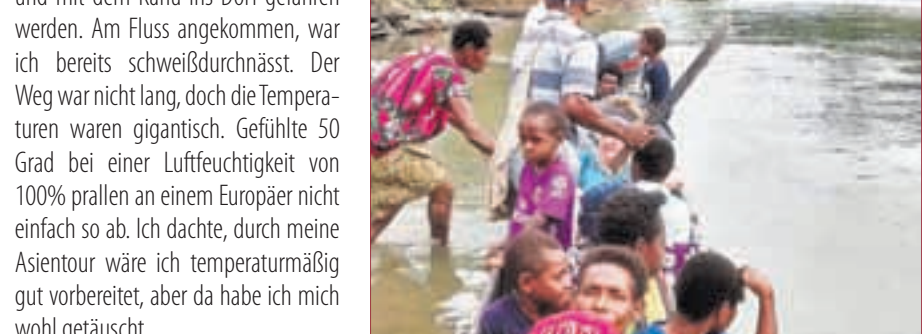 und mit dem Kanu ins Dorf gefahren
werden. Am Fluss angekommen, war
ich bereits schweißdurchnässt. Der
Weg war nicht lang, doch die Tempera-
turen waren gigantisch. Gefühlte 50
Grad bei einer Luftfeuchtigkeit von
100% prallen an einem Europäer nicht
einfach so ab. Ich dachte, durch meine
Asientour wäre ich temperaturmäßig
gut vorbereitet, aber da habe ich mich
wohl getäuscht.